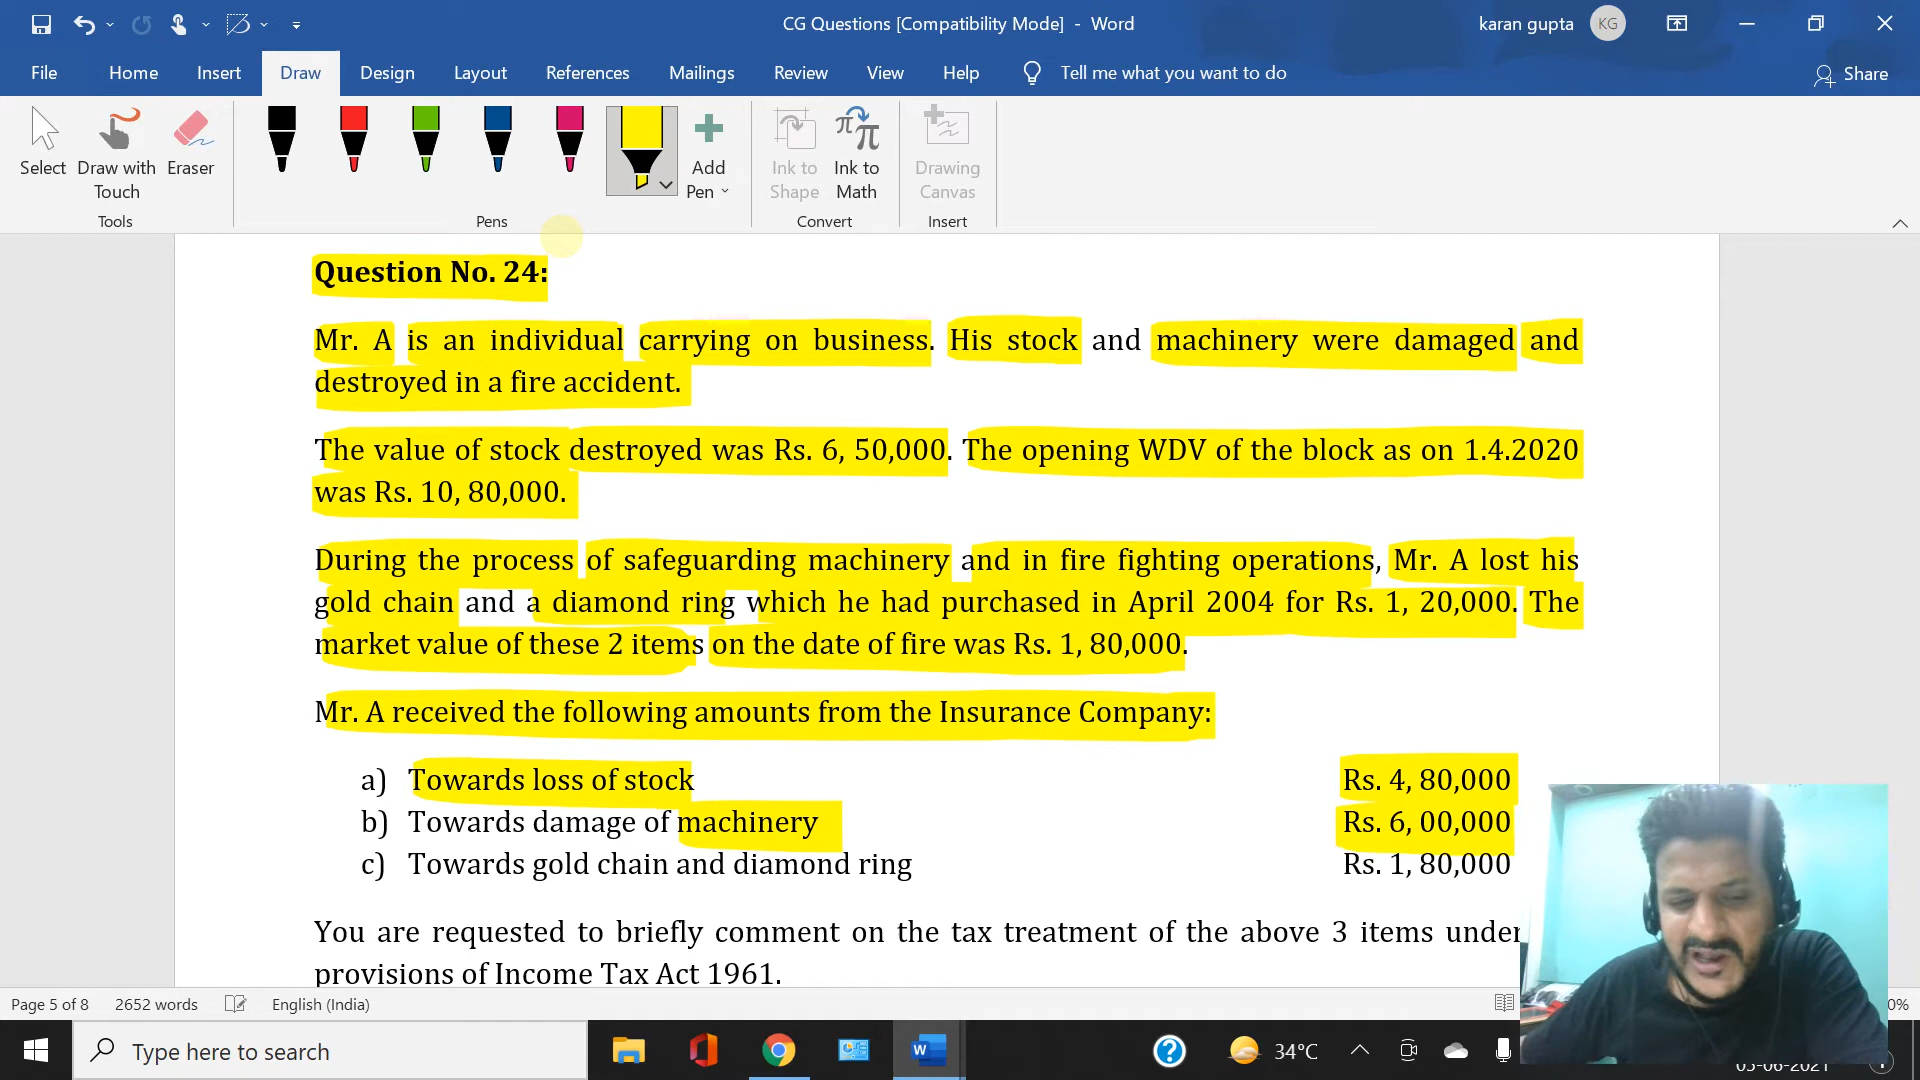 CG Questions [Compatibility Mode] - Word
karan gupta KG
File Home Insert Draw Design Layout References Mailings Review View Help Tell me what you want to do Share
Select Draw with Touch Eraser
Add Pen
Ink to Shape Ink to Math
Drawing Canvas
Tools Pens Convert Insert
Question No. 24:
Mr. A is an individual carrying on business. His stock and machinery were damaged and
destroyed in a fire accident.
The value of stock destroyed was Rs. 6, 50,000. The opening WDV of the block as on 1.4.2020
was Rs. 10, 80,000.
During the process of safeguarding machinery and in fire fighting operations, Mr. A lost his
gold chain and a diamond ring which he had purchased in April 2004 for Rs. 1, 20,000. The
market value of these 2 items on the date of fire was Rs. 1, 80,000.
Mr. A received the following amounts from the Insurance Company:
a) Towards loss of stock Rs. 4, 80,000
b) Towards damage of machinery Rs. 6, 00,000
c) Towards gold chain and diamond ring Rs. 1, 80,000
You are requested to briefly comment on the tax treatment of the above 3 items under
provisions of Income Tax Act 1961.
Page 5 of 8 2652 words English (India) 0%
Type here to search
34°C